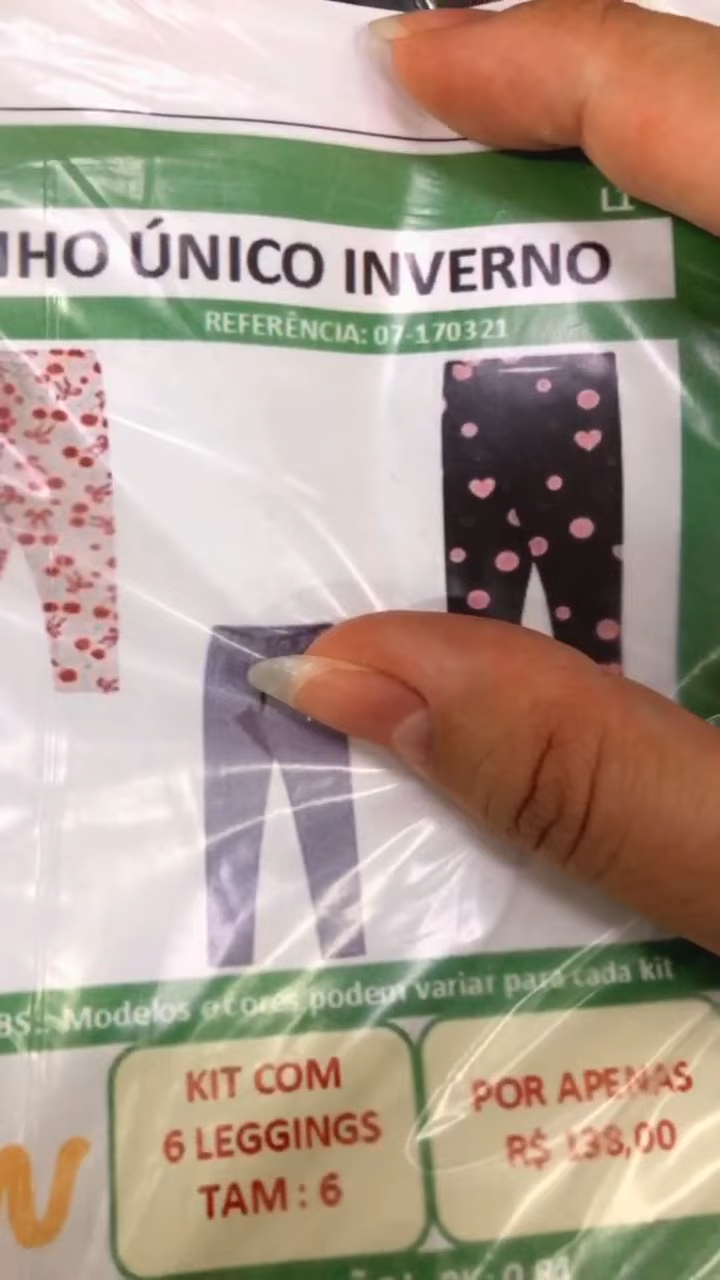 NHO ÚNICO INVERNO
REFERÊNCIA: 07-170321
BS.: Modelos e cores podem variar para cada kit
KIT COM
6 LEGGINGS
TAM : 6
POR APENAS
R$ 138,00